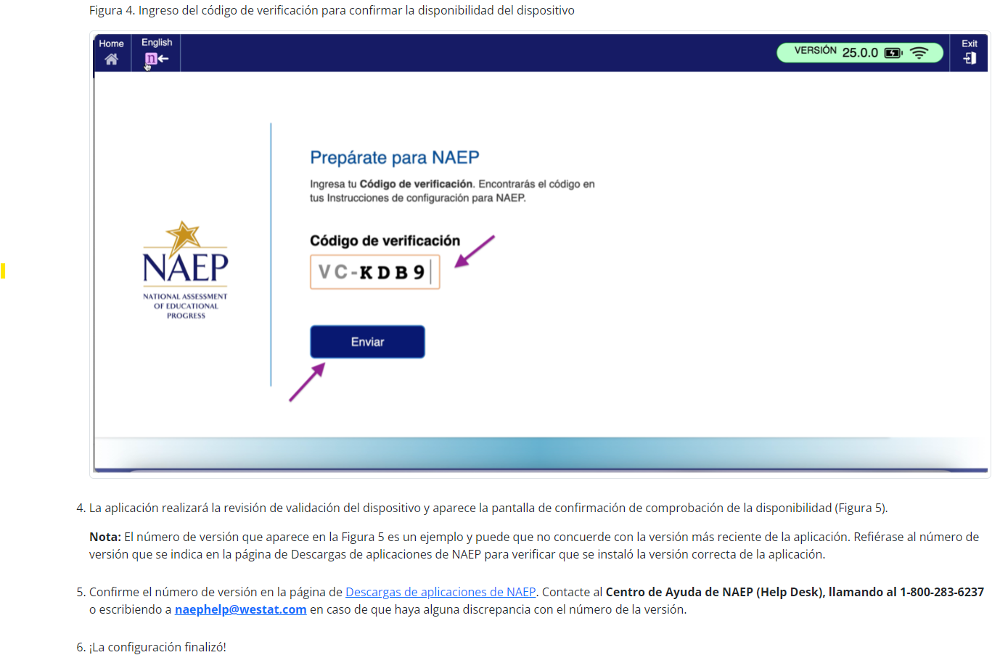 Figura 4. Ingreso del código de verificación para confirmar la disponibilidad del dispositivo
Home
English
n
VERSIÓN 25.0.0
Exit
Prepárate para NAEP
Ingresa tu Código de verificación. Encontrarás el código en
tus Instrucciones de configuración para NAEP.
Código de verificación
VC-KDB9
Enviar
NAEP
NATIONAL ASSESSMENT
OF EDUCATIONAL
PROGRESS
4. La aplicación realizará la revisión de validación del dispositivo y aparece la pantalla de confirmación de comprobación de la disponibilidad (Figura 5).
Nota: El número de versión que aparece en la Figura 5 es un ejemplo y puede que no concuerde con la versión más reciente de la aplicación. Refiérase al número de
versión que se indica en la página de Descargas de aplicaciones de NAEP para verificar que se instaló la versión correcta de la aplicación.
5. Confirme el número de versión en la página de Descargas de aplicaciones de NAEP. Contacte al Centro de Ayuda de NAEP (Help Desk), llamando al 1-800-283-6237
o escribiendo a naephelp@westat.com en caso de que haya alguna discrepancia con el número de la versión.
6. ¡La configuración finalizó!